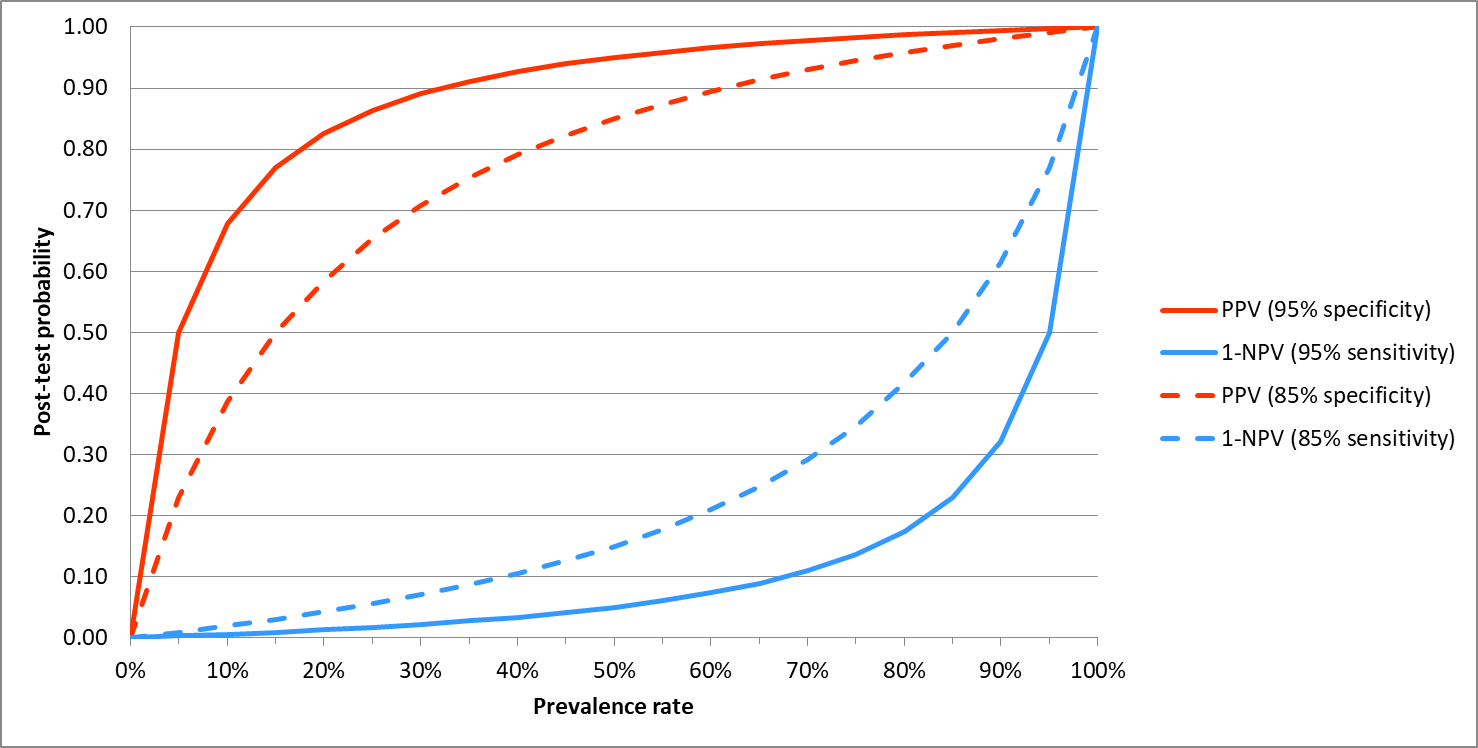 1.00
0.90
0.80
0.70
0.60
0.50
0.40
0.30
0.20
0.10
0.00
Post-test probability
0% 10% 20% 30% 40% 50% 60% 70% 80% 90% 100%
Prevalence rate
PPV (95% specificity)
1-NPV (95% sensitivity)
PPV (85% specificity)
1-NPV (85% sensitivity)